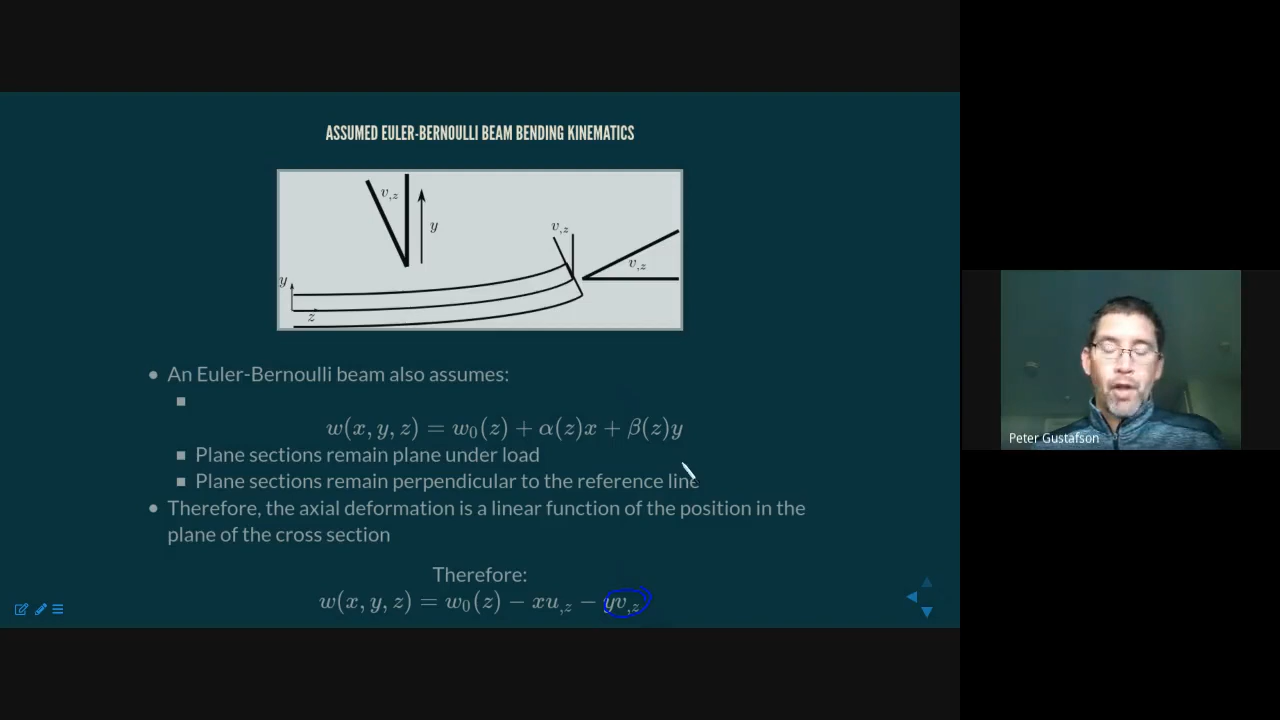 ASSUMED EULER-BERNOULLI BEAM BENDING KINEMATICS
v,z
y
v,z
v,z
y
z
• An Euler-Bernoulli beam also assumes:
▪
w(x, y, z) = w₀(z) + α(z)x + β(z)y
▪ Plane sections remain plane under load
▪ Plane sections remain perpendicular to the reference line
• Therefore, the axial deformation is a linear function of the position in the
plane of the cross section
Therefore:
w(x, y, z) = w₀(z) − xu,z − yv,z
Peter Gustafson